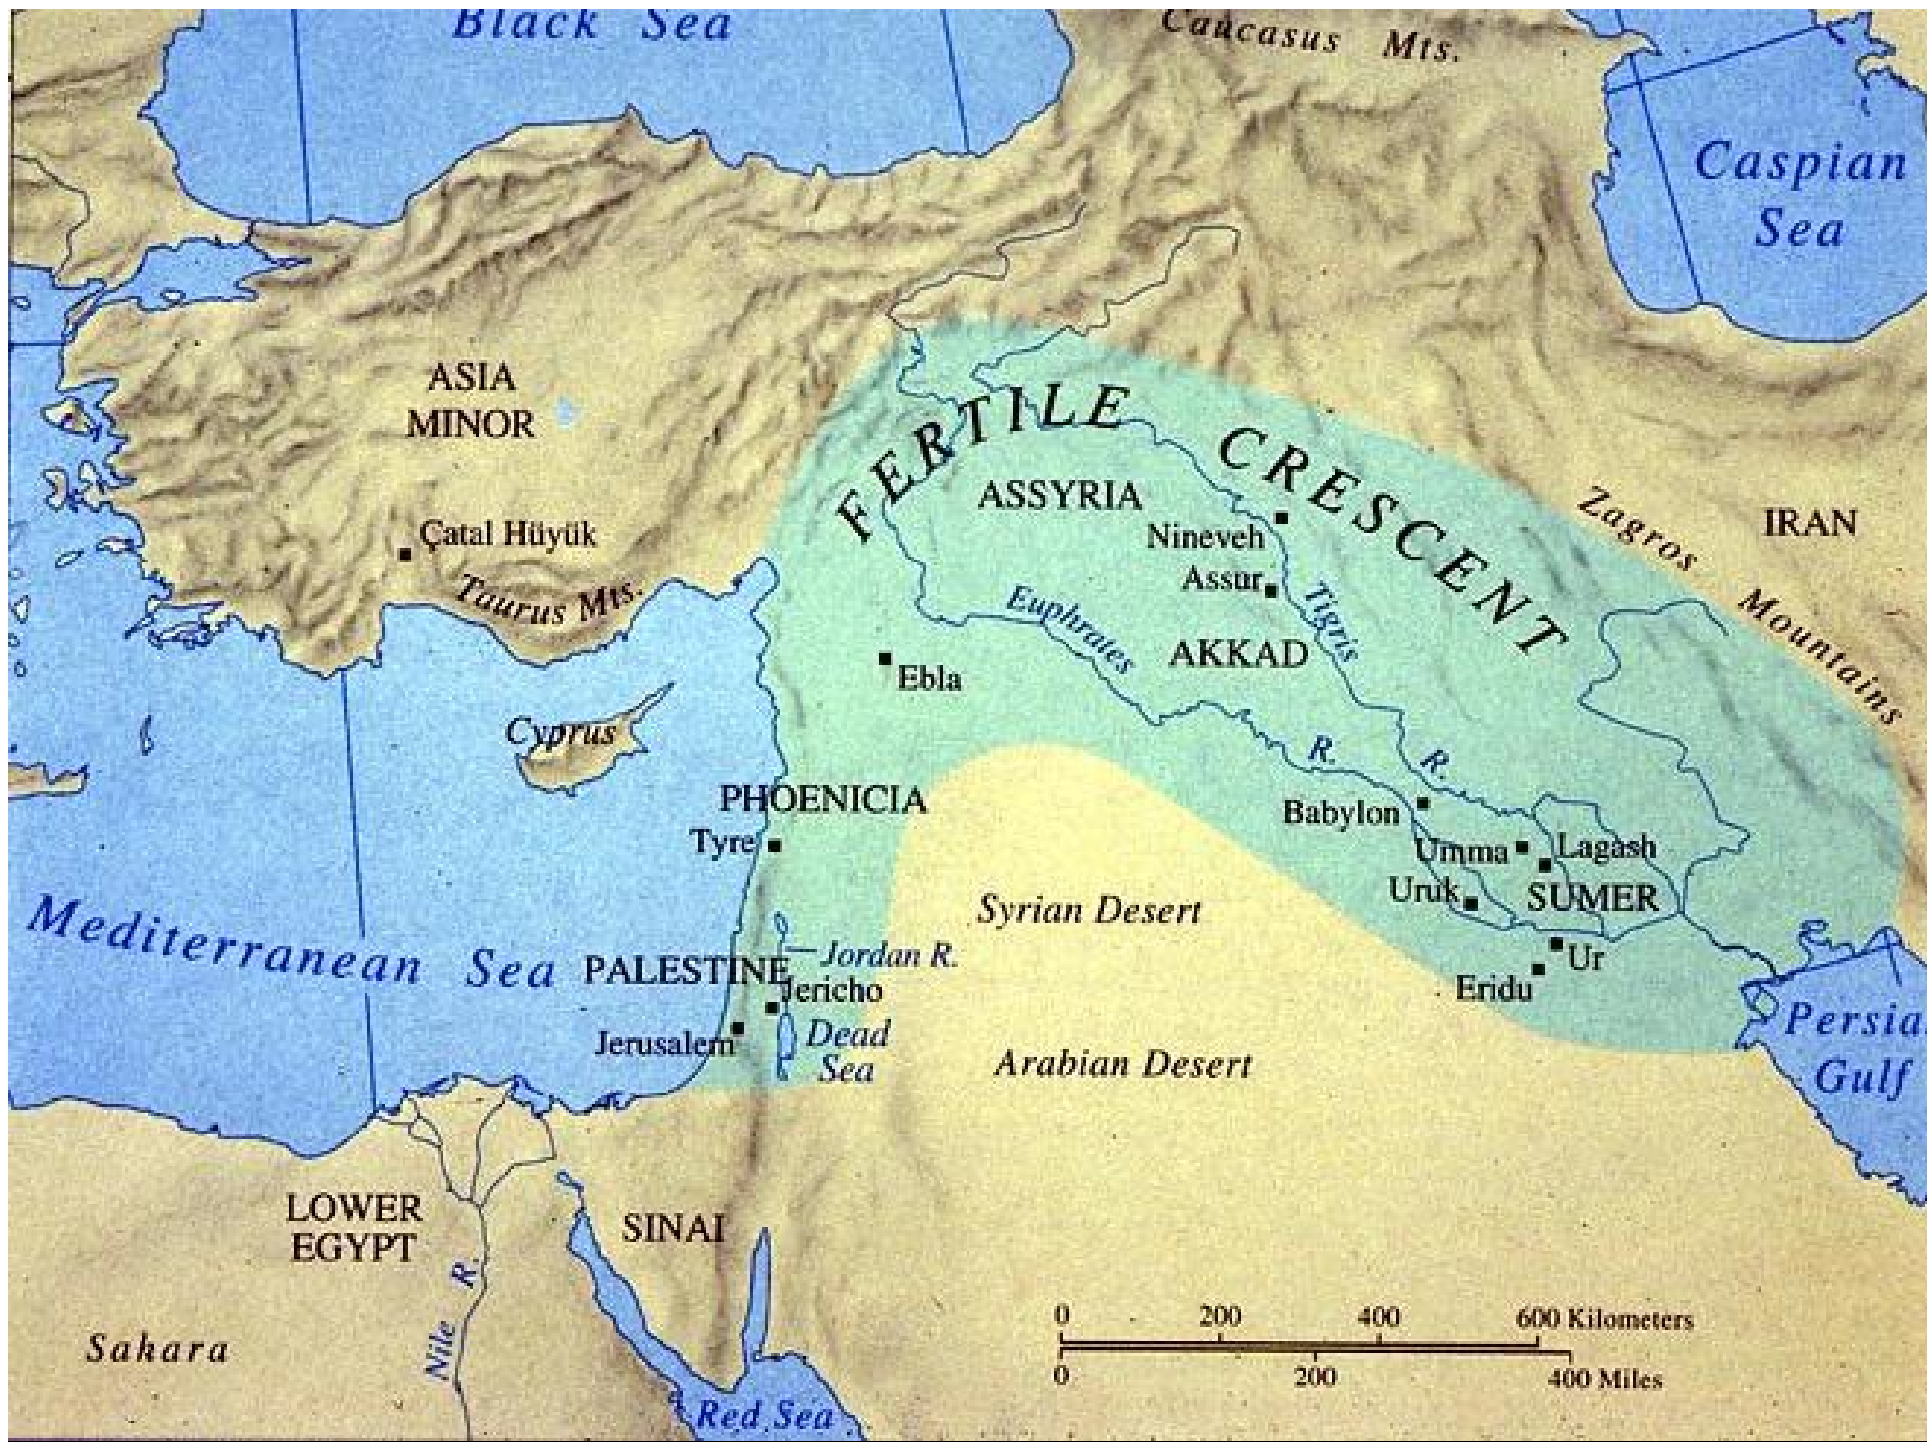 Black Sea
Caucasus Mts.
Caspian
Sea
ASIA
MINOR
FERTILE CRESCENT
ASSYRIA
Nineveh
Zagros Mountains
IRAN
Çatal Hüyük
Taurus Mts.
Assur
Tigris R.
Euphrates R.
AKKAD
Ebla
Cyprus
PHOENICIA
Tyre
Babylon
Umma
Lagash
Uruk
SUMER
Syrian Desert
Mediterranean Sea
PALESTINE
Jordan R.
Jericho
Ur
Eridu
Jerusalem
Dead
Sea
Arabian Desert
Persia
Gulf
LOWER
EGYPT
SINAI
Nile R.
Sahara
0 200 400 600 Kilometers
0 200 400 Miles
Red Sea